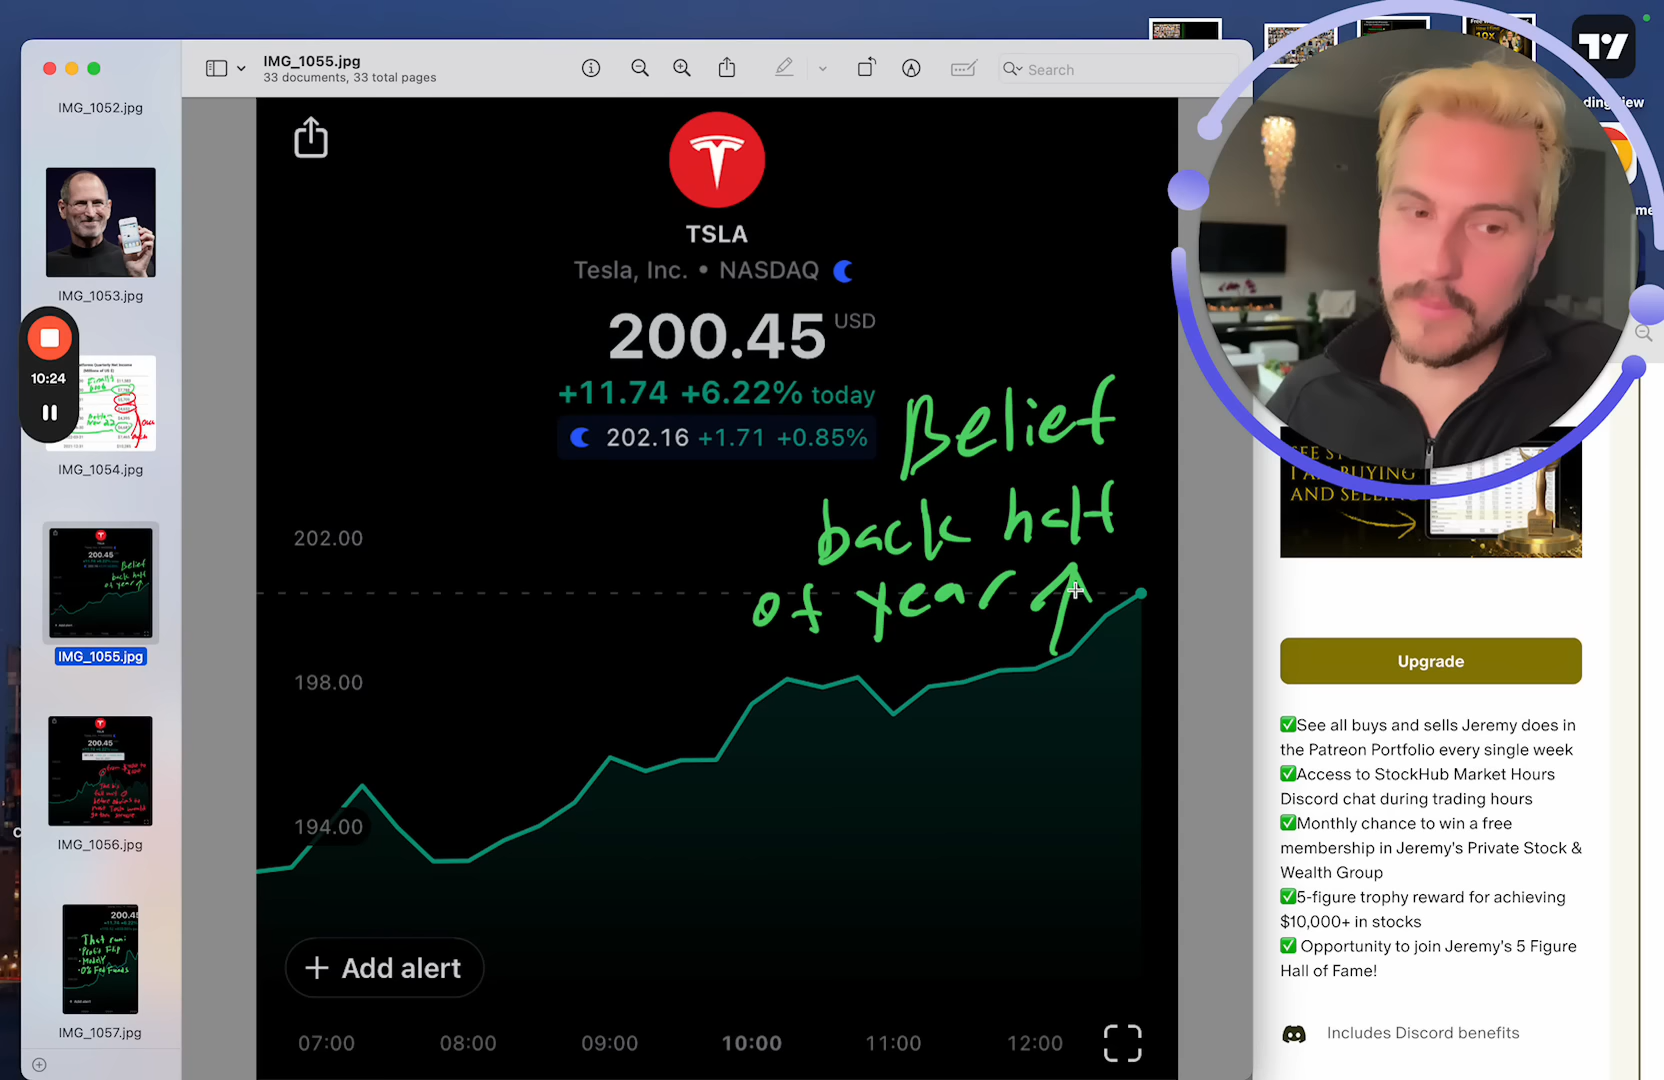 IMG_1055.jpg
33 documents, 33 total pages
Search
IMG_1052.jpg
IMG_1053.jpg
10:24
IMG_1054.jpg
IMG_1055.jpg
IMG_1056.jpg
IMG_1057.jpg
TSLA
Tesla, Inc. • NASDAQ
200.45 USD
+11.74 +6.22% today
202.16 +1.71 +0.85%
Belief
back half
of year ↑
202.00
198.00
194.00
+ Add alert
07:00 08:00 09:00 10:00 11:00 12:00
10x
I AM BUYING
AND SELLING
Upgrade
✅See all buys and sells Jeremy does in
the Patreon Portfolio every single week
✅Access to StockHub Market Hours
Discord chat during trading hours
✅Monthly chance to win a free
membership in Jeremy's Private Stock &
Wealth Group
✅5-figure trophy reward for achieving
$10,000+ in stocks
✅ Opportunity to join Jeremy's 5 Figure
Hall of Fame!
Includes Discord benefits